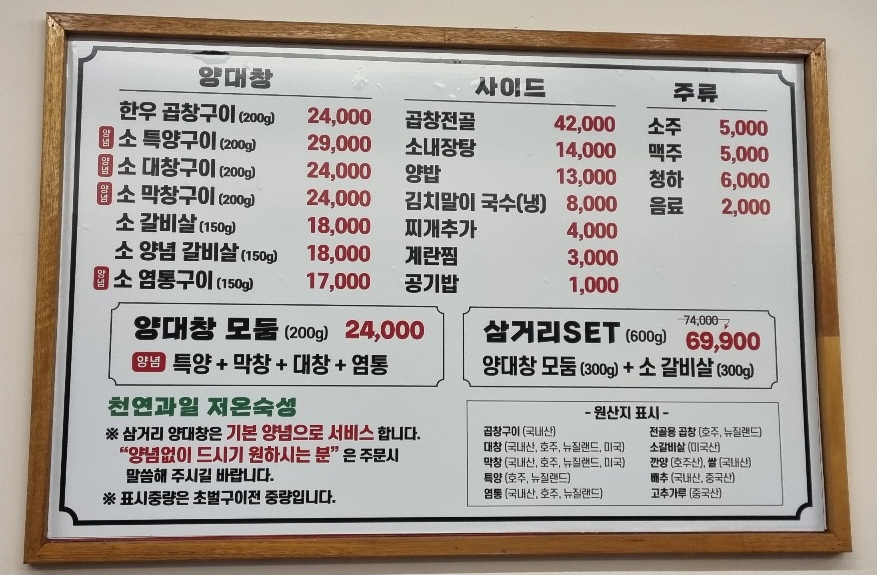 양대창
한우 곱창구이 (200g) 24,000
양념 소 특양구이 (200g) 29,000
양념 소 대창구이 (200g) 24,000
양념 소 막창구이 (200g) 24,000
소 갈비살 (150g) 18,000
소 양념 갈비살 (150g) 18,000
양념 소 염통구이 (150g) 17,000
사이드
곱창전골 42,000
소내장탕 14,000
양밥 13,000
김치말이 국수(냉) 8,000
찌개추가 4,000
계란찜 3,000
공기밥 1,000
주류
소주 5,000
맥주 5,000
청하 6,000
음료 2,000
양대창 모둠 (200g) 24,000
양념 특양 + 막창 + 대창 + 염통
삼거리SET (600g) 74,000 69,900
양대창 모둠 (300g) + 소 갈비살 (300g)
천연과일 저온숙성
※ 삼거리 양대창은 기본 양념으로 서비스 합니다.
“양념없이 드시기 원하시는 분” 은 주문시
말씀해 주시길 바랍니다.
※ 표시중량은 초벌구이전 중량입니다.
- 원산지 표시 -
곱창구이 (국내산)
대창 (국내산, 호주, 뉴질랜드, 미국)
막창 (국내산, 호주, 뉴질랜드, 미국)
특양 (호주, 뉴질랜드)
염통 (국내산, 호주, 뉴질랜드)
전골용 곱창 (호주, 뉴질랜드)
소갈비살 (미국산)
깐양 (호주산), 쌀 (국내산)
배추 (국내산, 중국산)
고추가루 (중국산)